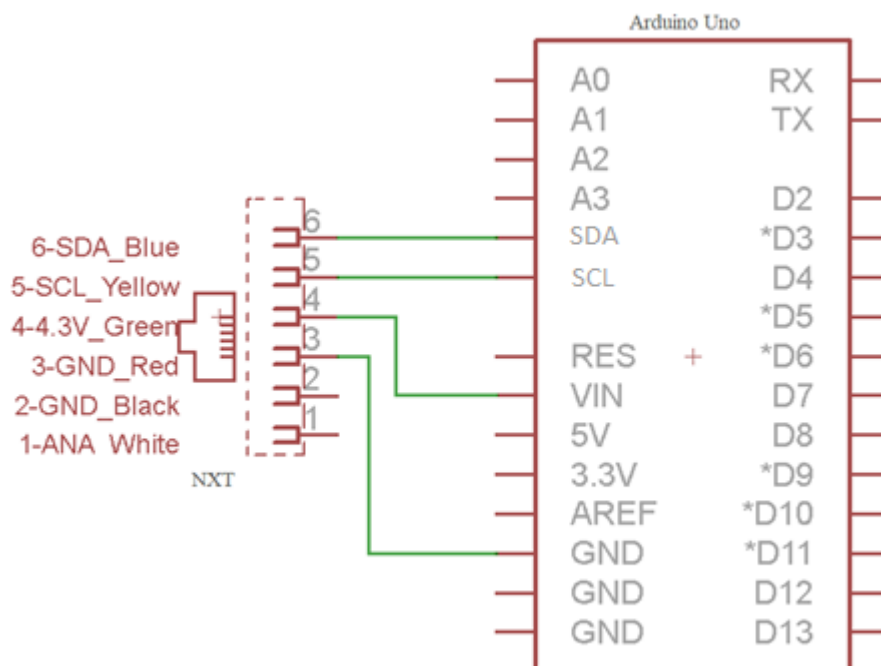 Arduino Uno
A0 RX
A1 TX
A2
A3 D2
SDA *D3
SCL D4
*D5
RES *D6
VIN D7
5V D8
3.3V *D9
AREF *D10
GND *D11
GND D12
GND D13
6
5
4
3
2
1
6-SDA_Blue
5-SCL_Yellow
4-4.3V_Green
3-GND_Red
2-GND_Black
1-ANA White
NXT